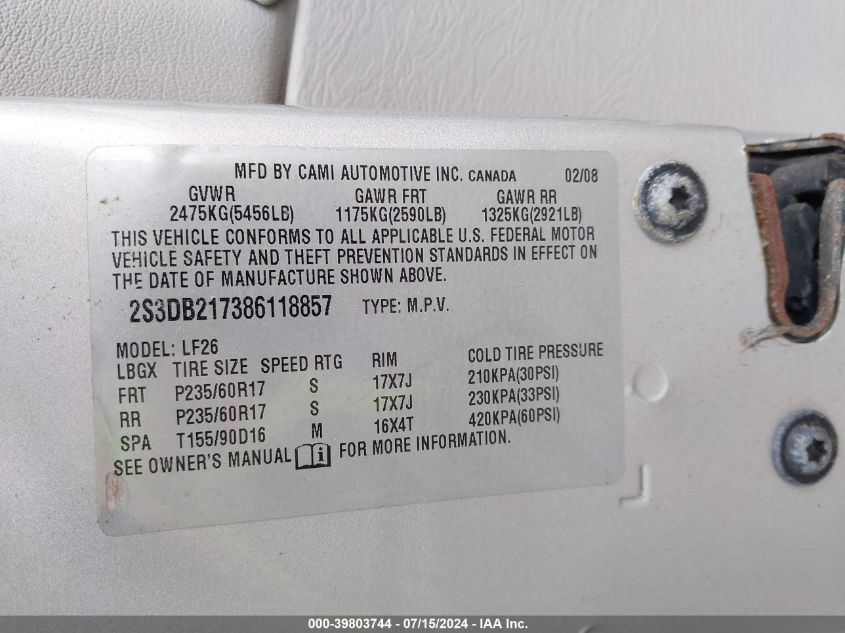 MFD BY CAMI AUTOMOTIVE INC. CANADA 02/08
GVWR GAWR FRT GAWR RR
2475KG(5456LB) 1175KG(2590LB) 1325KG(2921LB)
THIS VEHICLE CONFORMS TO ALL APPLICABLE U.S. FEDERAL MOTOR
VEHICLE SAFETY AND THEFT PREVENTION STANDARDS IN EFFECT ON
THE DATE OF MANUFACTURE SHOWN ABOVE.
2S3DB217386118857 TYPE: M.P.V.
MODEL: LF26
LBGX TIRE SIZE SPEED RTG RIM COLD TIRE PRESSURE
FRT P235/60R17 S 17X7J 210KPA(30PSI)
RR P235/60R17 S 17X7J 230KPA(33PSI)
SPA T155/90D16 M 16X4T 420KPA(60PSI)
SEE OWNER'S MANUAL i FOR MORE INFORMATION.
000-39803744 - 07/15/2024 - IAA Inc.